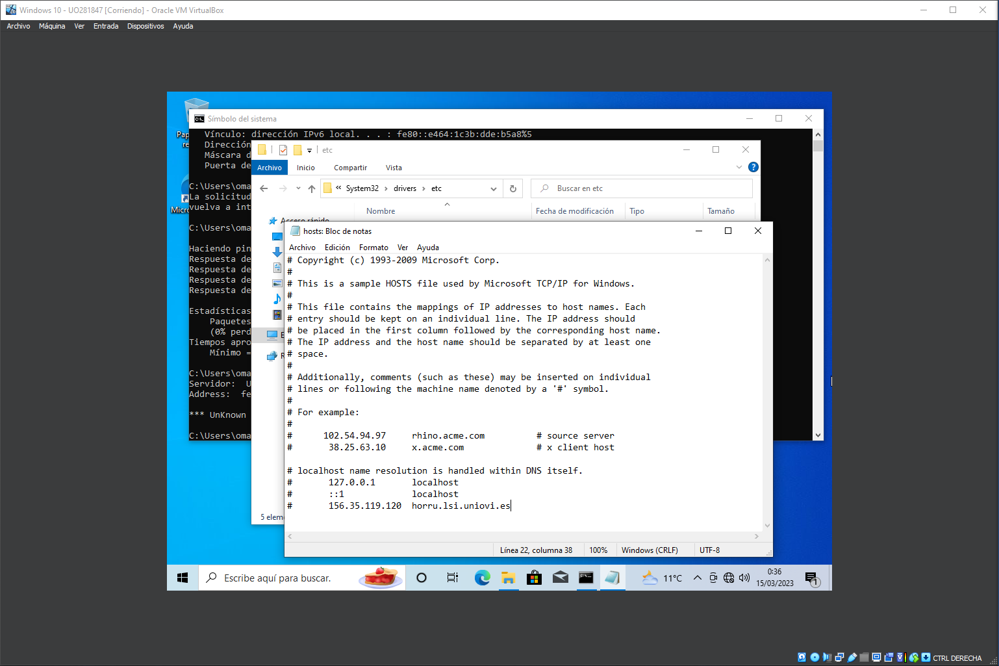 Windows 10 - UO281847 [Corriendo] - Oracle VM VirtualBox
Archivo Máquina Ver Entrada Dispositivos Ayuda
Símbolo del sistema
Vínculo: dirección IPv6 local. . . : fe80::e464:1c3b:dde:b5a8%5
Dirección
Máscara d
Puerta de
C:\Users\oma
La solicitud
vuelva a int
C:\Users\oma
Haciendo pin
Respuesta de
Respuesta de
Respuesta de
Respuesta de
Estadísticas
Paquetes
(0% perd
Tiempos apro
Mínimo =
C:\Users\oma
Servidor: U
Address: fe
*** UnKnown
C:\Users\oma
Pap
re
Micro
etc
Archivo Inicio Compartir Vista
« System32 › drivers › etc
Buscar en etc
Nombre Fecha de modificación Tipo Tamaño
Acceso rápido
E
R
5 eleme
hosts: Bloc de notas
Archivo Edición Formato Ver Ayuda
# Copyright (c) 1993-2009 Microsoft Corp.
#
# This is a sample HOSTS file used by Microsoft TCP/IP for Windows.
#
# This file contains the mappings of IP addresses to host names. Each
# entry should be kept on an individual line. The IP address should
# be placed in the first column followed by the corresponding host name.
# The IP address and the host name should be separated by at least one
# space.
#
# Additionally, comments (such as these) may be inserted on individual
# lines or following the machine name denoted by a '#' symbol.
#
# For example:
#
# 102.54.94.97 rhino.acme.com # source server
# 38.25.63.10 x.acme.com # x client host
# localhost name resolution is handled within DNS itself.
# 127.0.0.1 localhost
# ::1 localhost
# 156.35.119.120 horru.lsi.uniovi.es
Línea 22, columna 38 100% Windows (CRLF) UTF-8
Escribe aquí para buscar.
11°C
0:36
15/03/2023
1
CTRL DERECHA